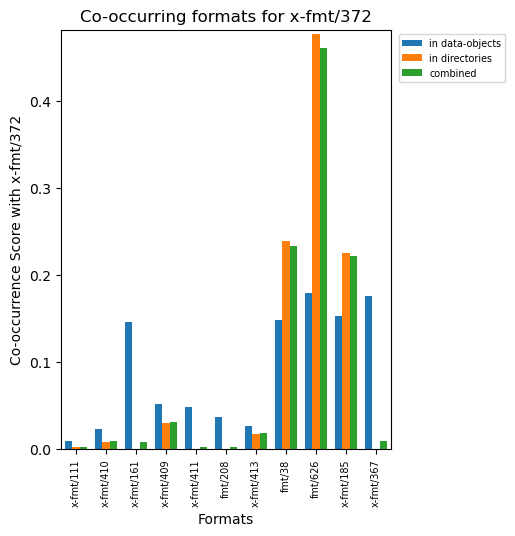 Co-occurring formats for x-fmt/372
in data-objects
in directories
combined
Co-occurrence Score with x-fmt/372
0.4
0.3
0.2
0.1
0.0
x-fmt/111
x-fmt/410
x-fmt/161
x-fmt/409
x-fmt/411
fmt/208
x-fmt/413
fmt/38
fmt/626
x-fmt/185
x-fmt/367
Formats